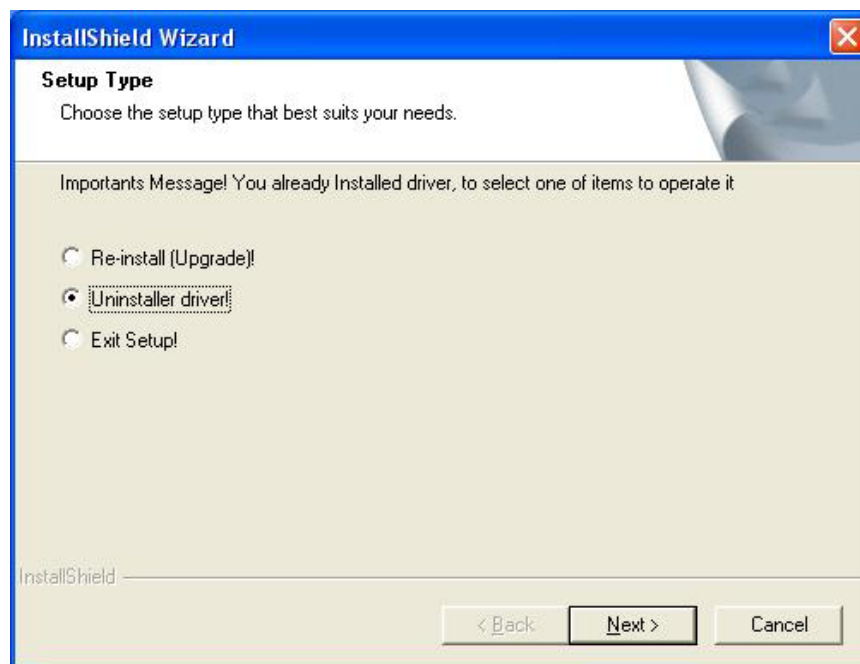 InstallShield Wizard
Setup Type
Choose the setup type that best suits your needs.
Importants Message! You already Installed driver, to select one of items to operate it
Re-install (Upgrade)!
Uninstaller driver!
Exit Setup!
InstallShield
< Back Next > Cancel